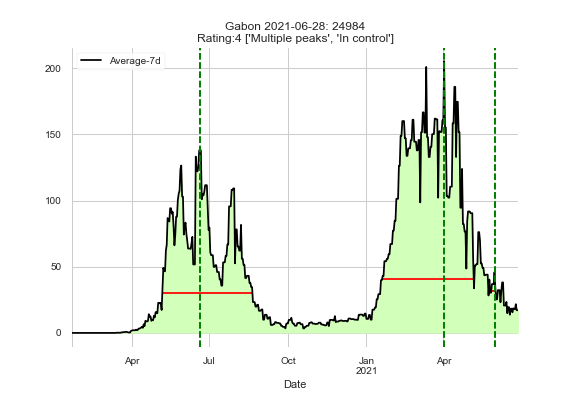 Gabon 2021-06-28: 24984
Rating:4 ['Multiple peaks', 'In control']
Average-7d
200
150
100
50
0
Apr
Jul
Oct
Jan
2021
Apr
Date